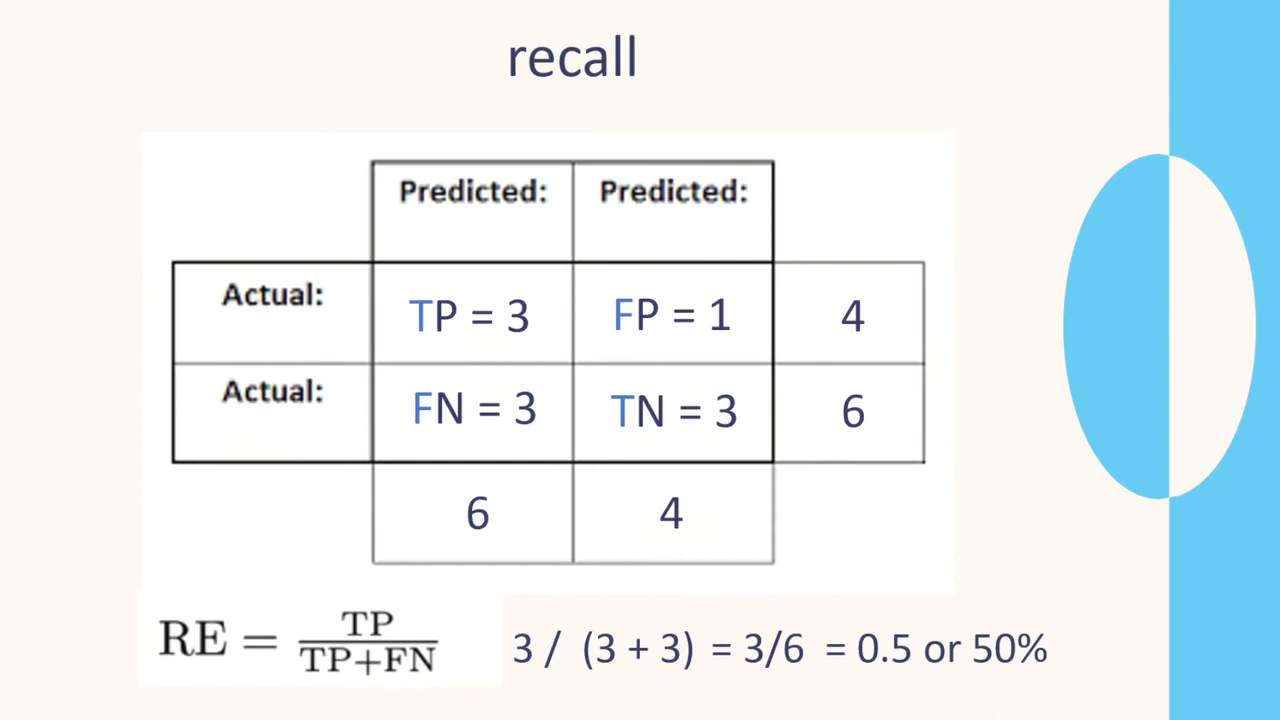 recall
Predicted: Predicted:
Actual: TP = 3 FP = 1 4
Actual: FN = 3 TN = 3 6
6 4
RE = TP / TP+FN
3 / (3 + 3) = 3/6 = 0.5 or 50%